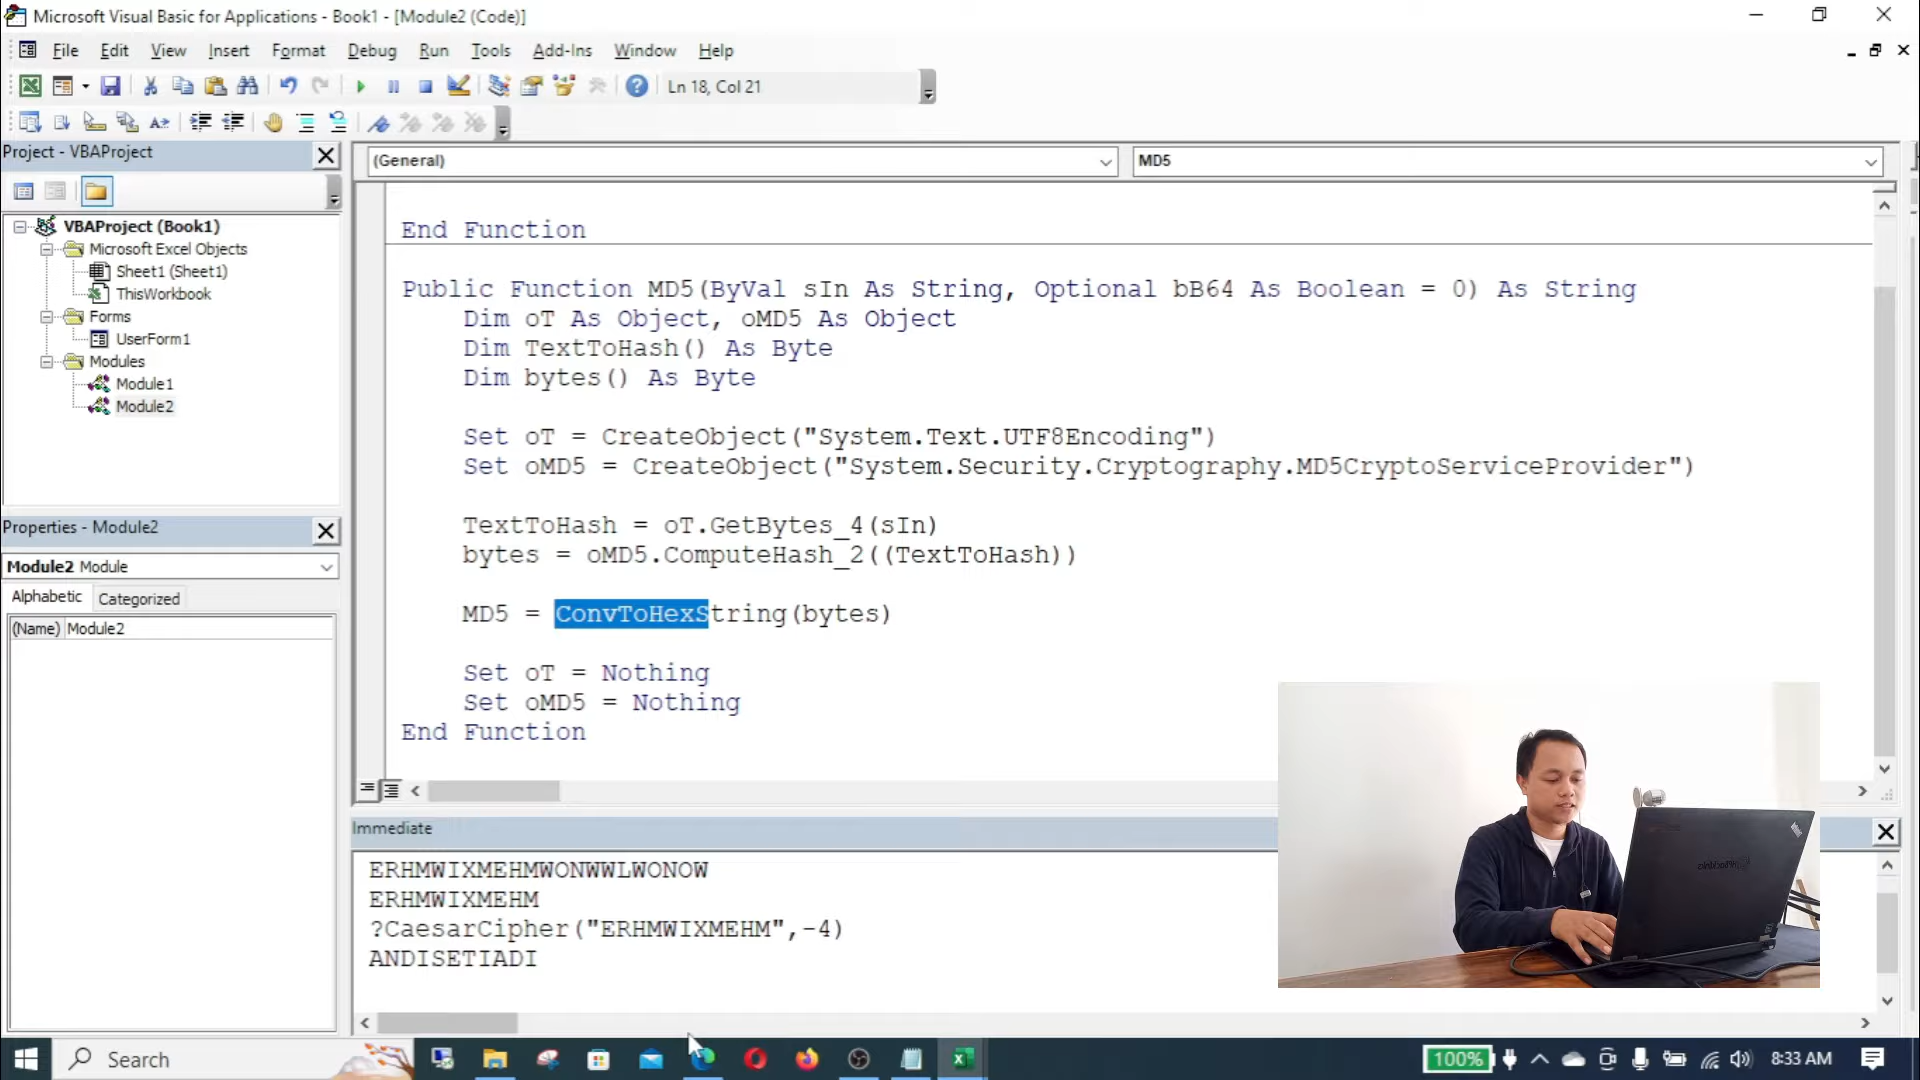 Microsoft Visual Basic for Applications - Book1 - [Module2 (Code)]
File Edit View Insert Format Debug Run Tools Add-Ins Window Help
Ln 18, Col 21
Project - VBAProject
VBAProject (Book1)
Microsoft Excel Objects
Sheet1 (Sheet1)
ThisWorkbook
Forms
UserForm1
Modules
Module1
Module2
Properties - Module2
Module2 Module
Alphabetic Categorized
(Name) Module2
(General) MD5
End Function
Public Function MD5(ByVal sIn As String, Optional bB64 As Boolean = 0) As String
Dim oT As Object, oMD5 As Object
Dim TextToHash() As Byte
Dim bytes() As Byte
Set oT = CreateObject("System.Text.UTF8Encoding")
Set oMD5 = CreateObject("System.Security.Cryptography.MD5CryptoServiceProvider")
TextToHash = oT.GetBytes_4(sIn)
bytes = oMD5.ComputeHash_2((TextToHash))
MD5 = ConvToHexString(bytes)
Set oT = Nothing
Set oMD5 = Nothing
End Function
Immediate
ERHMWIXMEHMWONWWLWONOW
ERHMWIXMEHM
?CaesarCipher("ERHMWIXMEHM",-4)
ANDISETIADI
Search
100%
8:33 AM